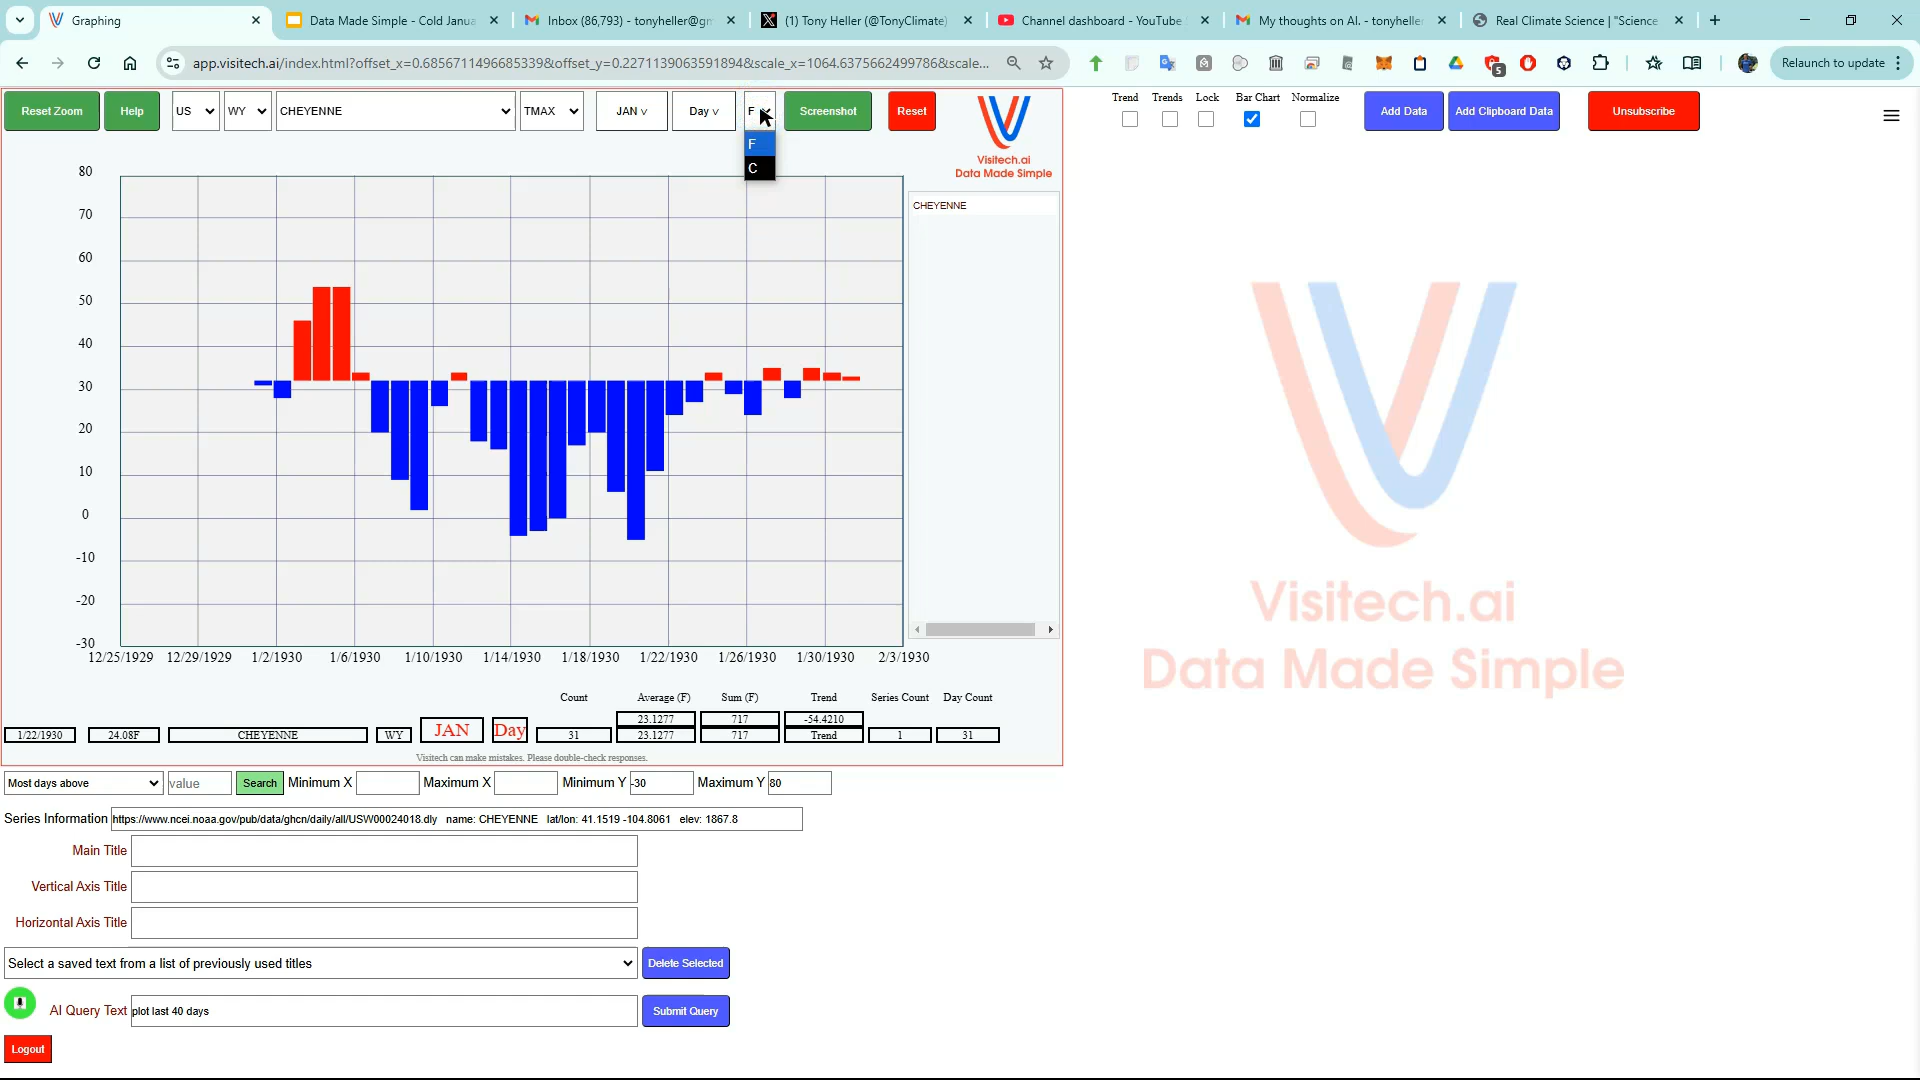 Graphing
Data Made Simple - Cold Janua
Inbox (86,793) - tonyheller@gm
(1) Tony Heller (@TonyClimate)
Channel dashboard - YouTube
My thoughts on AI. - tonyheller
Real Climate Science | "Science
app.visitech.ai/index.html?offset_x=0.6856711496685339&offset_y=0.2271139063591894&scale_x=1064.6375662499786&scale...
5
Relaunch to update
Reset Zoom
Help
US
WY
CHEYENNE
TMAX
JAN v
Day v
F
Screenshot
Reset
Trend
Trends
Lock
Bar Chart
Normalize
Add Data
Add Clipboard Data
Unsubscribe
F
C
Visitech.ai
Data Made Simple
CHEYENNE
80
70
60
50
40
30
20
10
0
-10
-20
-30
12/25/1929
12/29/1929
1/2/1930
1/6/1930
1/10/1930
1/14/1930
1/18/1930
1/22/1930
1/26/1930
1/30/1930
2/3/1930
Visitech.ai
Data Made Simple
Count
Average (F)
Sum (F)
Trend
Series Count
Day Count
23.1277
717
-54.4210
1/22/1930
24.08F
CHEYENNE
WY
JAN
Day
31
23.1277
717
Trend
1
31
Visitech can make mistakes. Please double-check responses.
Most days above
value
Search
Minimum X
Maximum X
Minimum Y
-30
Maximum Y
80
Series Information
https://www.ncei.noaa.gov/pub/data/ghcn/daily/all/USW00024018.dly name: CHEYENNE lat/lon: 41.1519 -104.8061 elev: 1867.8
Main Title
Vertical Axis Title
Horizontal Axis Title
Select a saved text from a list of previously used titles
Delete Selected
AI Query Text
plot last 40 days
Submit Query
Logout